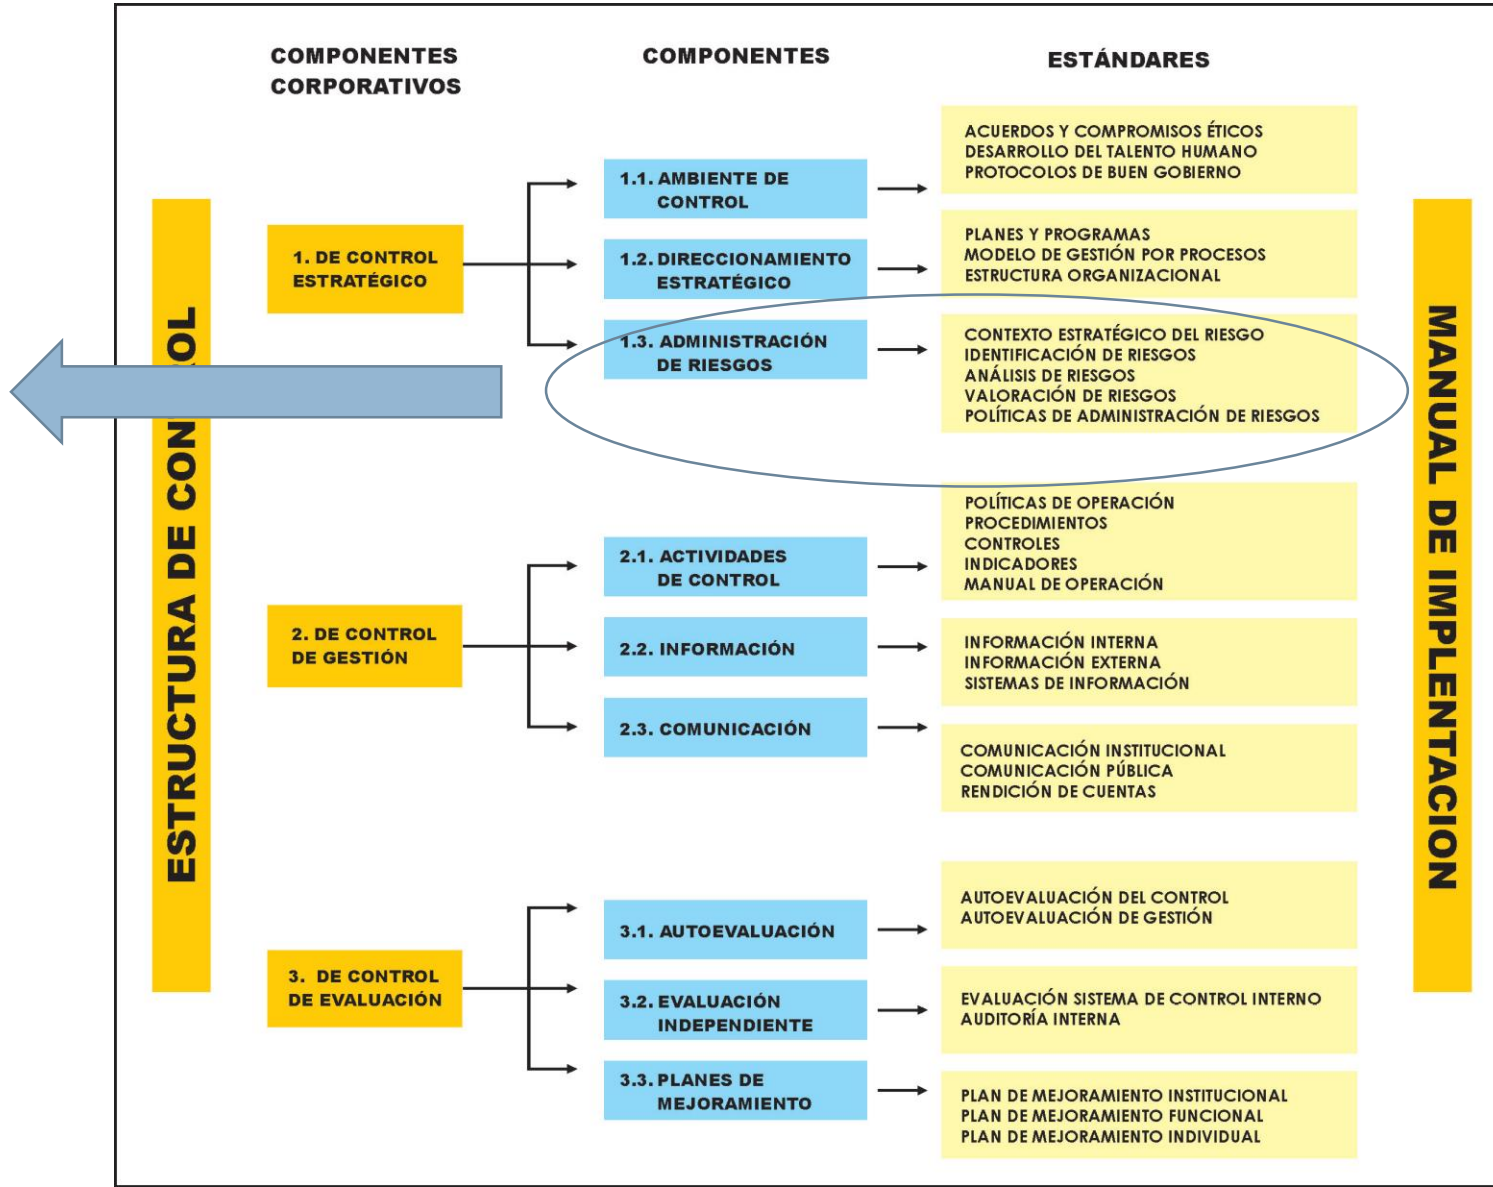 COMPONENTES
CORPORATIVOS
COMPONENTES
ESTÁNDARES
ESTRUCTURA DE CONTROL
1. DE CONTROL
ESTRATÉGICO
1.1. AMBIENTE DE
CONTROL
ACUERDOS Y COMPROMISOS ÉTICOS
DESARROLLO DEL TALENTO HUMANO
PROTOCOLOS DE BUEN GOBIERNO
1.2. DIRECCIONAMIENTO
ESTRATÉGICO
PLANES Y PROGRAMAS
MODELO DE GESTIÓN POR PROCESOS
ESTRUCTURA ORGANIZACIONAL
1.3. ADMINISTRACIÓN
DE RIESGOS
CONTEXTO ESTRATÉGICO DEL RIESGO
IDENTIFICACIÓN DE RIESGOS
ANÁLISIS DE RIESGOS
VALORACIÓN DE RIESGOS
POLÍTICAS DE ADMINISTRACIÓN DE RIESGOS
2. DE CONTROL
DE GESTIÓN
2.1. ACTIVIDADES
DE CONTROL
POLÍTICAS DE OPERACIÓN
PROCEDIMIENTOS
CONTROLES
INDICADORES
MANUAL DE OPERACIÓN
2.2. INFORMACIÓN
INFORMACIÓN INTERNA
INFORMACIÓN EXTERNA
SISTEMAS DE INFORMACIÓN
2.3. COMUNICACIÓN
COMUNICACIÓN INSTITUCIONAL
COMUNICACIÓN PÚBLICA
RENDICIÓN DE CUENTAS
3. DE CONTROL
DE EVALUACIÓN
3.1. AUTOEVALUACIÓN
AUTOEVALUACIÓN DEL CONTROL
AUTOEVALUACIÓN DE GESTIÓN
3.2. EVALUACIÓN
INDEPENDIENTE
EVALUACIÓN SISTEMA DE CONTROL INTERNO
AUDITORÍA INTERNA
3.3. PLANES DE
MEJORAMIENTO
PLAN DE MEJORAMIENTO INSTITUCIONAL
PLAN DE MEJORAMIENTO FUNCIONAL
PLAN DE MEJORAMIENTO INDIVIDUAL
MANUAL DE IMPLENTACION